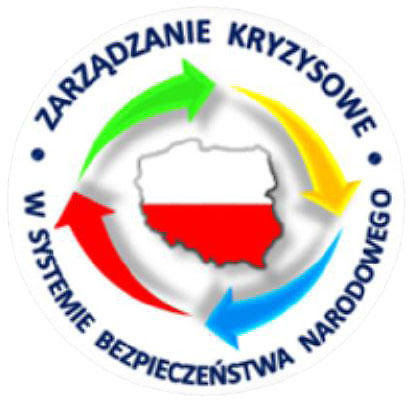 • ZARZĄDZANIE KRYZYSOWE •
W SYSTEMIE BEZPIECZEŃSTWA NARODOWEGO